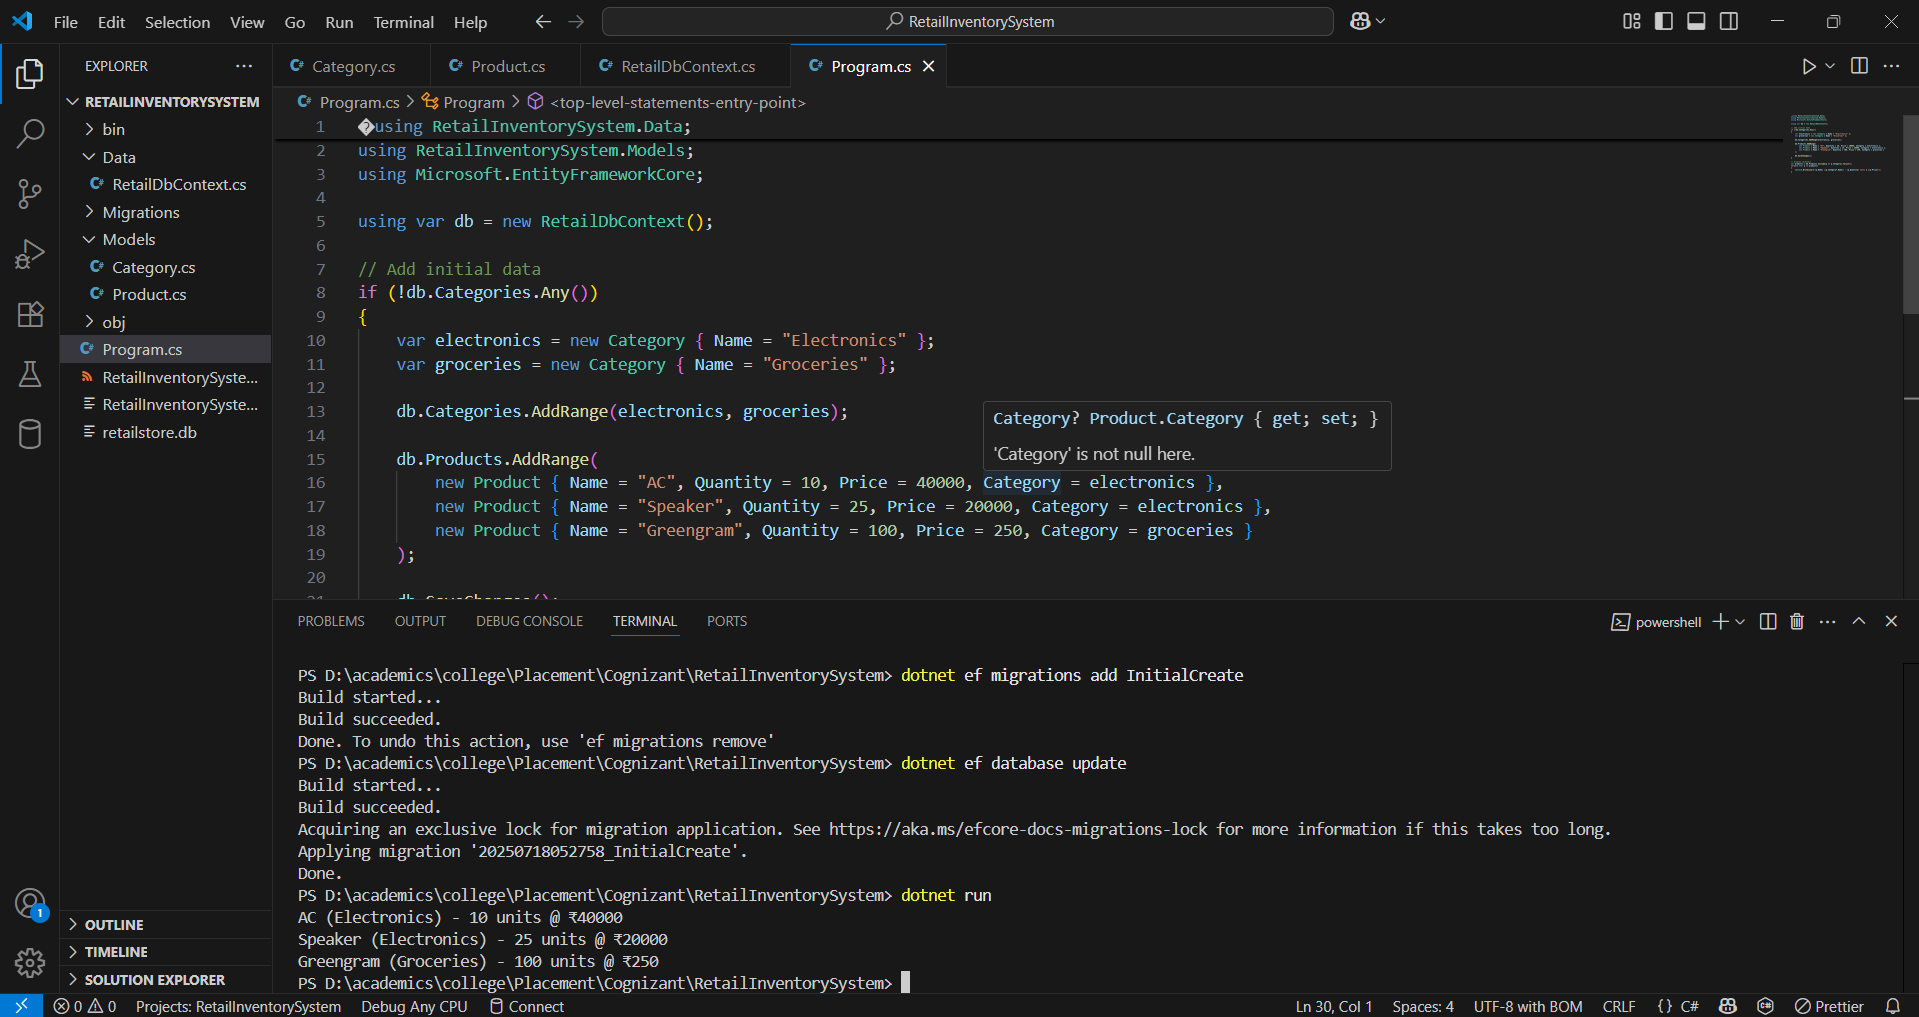 File Edit Selection View Go Run Terminal Help
RetailInventorySystem
EXPLORER
RETAILINVENTORYSYSTEM
bin
Data
RetailDbContext.cs
Migrations
Models
Category.cs
Product.cs
obj
Program.cs
RetailInventorySyste...
RetailInventorySyste...
retailstore.db
OUTLINE
TIMELINE
SOLUTION EXPLORER
1
Category.cs Product.cs RetailDbContext.cs Program.cs
Program.cs > Program > <top-level-statements-entry-point>
1 �using RetailInventorySystem.Data;
2 using RetailInventorySystem.Models;
3 using Microsoft.EntityFrameworkCore;
4
5 using var db = new RetailDbContext();
6
7 // Add initial data
8 if (!db.Categories.Any())
9 {
10 var electronics = new Category { Name = "Electronics" };
11 var groceries = new Category { Name = "Groceries" };
12
13 db.Categories.AddRange(electronics, groceries);
14
15 db.Products.AddRange(
16 new Product { Name = "AC", Quantity = 10, Price = 40000, Category = electronics },
17 new Product { Name = "Speaker", Quantity = 25, Price = 20000, Category = electronics },
18 new Product { Name = "Greengram", Quantity = 100, Price = 250, Category = groceries }
19 );
20
21 db.SaveChanges();
Category? Product.Category { get; set; }
'Category' is not null here.
PROBLEMS OUTPUT DEBUG CONSOLE TERMINAL PORTS
powershell
PS D:\academics\college\Placement\Cognizant\RetailInventorySystem> dotnet ef migrations add InitialCreate
Build started...
Build succeeded.
Done. To undo this action, use 'ef migrations remove'
PS D:\academics\college\Placement\Cognizant\RetailInventorySystem> dotnet ef database update
Build started...
Build succeeded.
Acquiring an exclusive lock for migration application. See https://aka.ms/efcore-docs-migrations-lock for more information if this takes too long.
Applying migration '20250718052758_InitialCreate'.
Done.
PS D:\academics\college\Placement\Cognizant\RetailInventorySystem> dotnet run
AC (Electronics) - 10 units @ ₹40000
Speaker (Electronics) - 25 units @ ₹20000
Greengram (Groceries) - 100 units @ ₹250
PS D:\academics\college\Placement\Cognizant\RetailInventorySystem>
0 0 Projects: RetailInventorySystem Debug Any CPU Connect
Ln 30, Col 1 Spaces: 4 UTF-8 with BOM CRLF {} C# Prettier